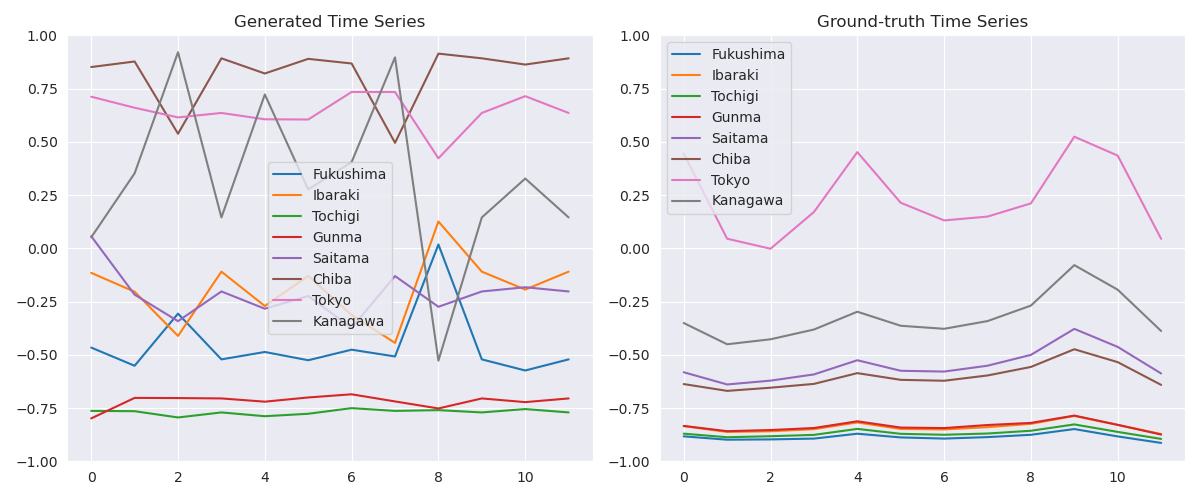 Generated Time Series
1.00
0.75
0.50
0.25
0.00
−0.25
−0.50
−0.75
−1.00
0
2
4
6
8
10
Fukushima
Ibaraki
Tochigi
Gunma
Saitama
Chiba
Tokyo
Kanagawa
Ground-truth Time Series
1.00
0.75
0.50
0.25
0.00
−0.25
−0.50
−0.75
−1.00
0
2
4
6
8
10
Fukushima
Ibaraki
Tochigi
Gunma
Saitama
Chiba
Tokyo
Kanagawa